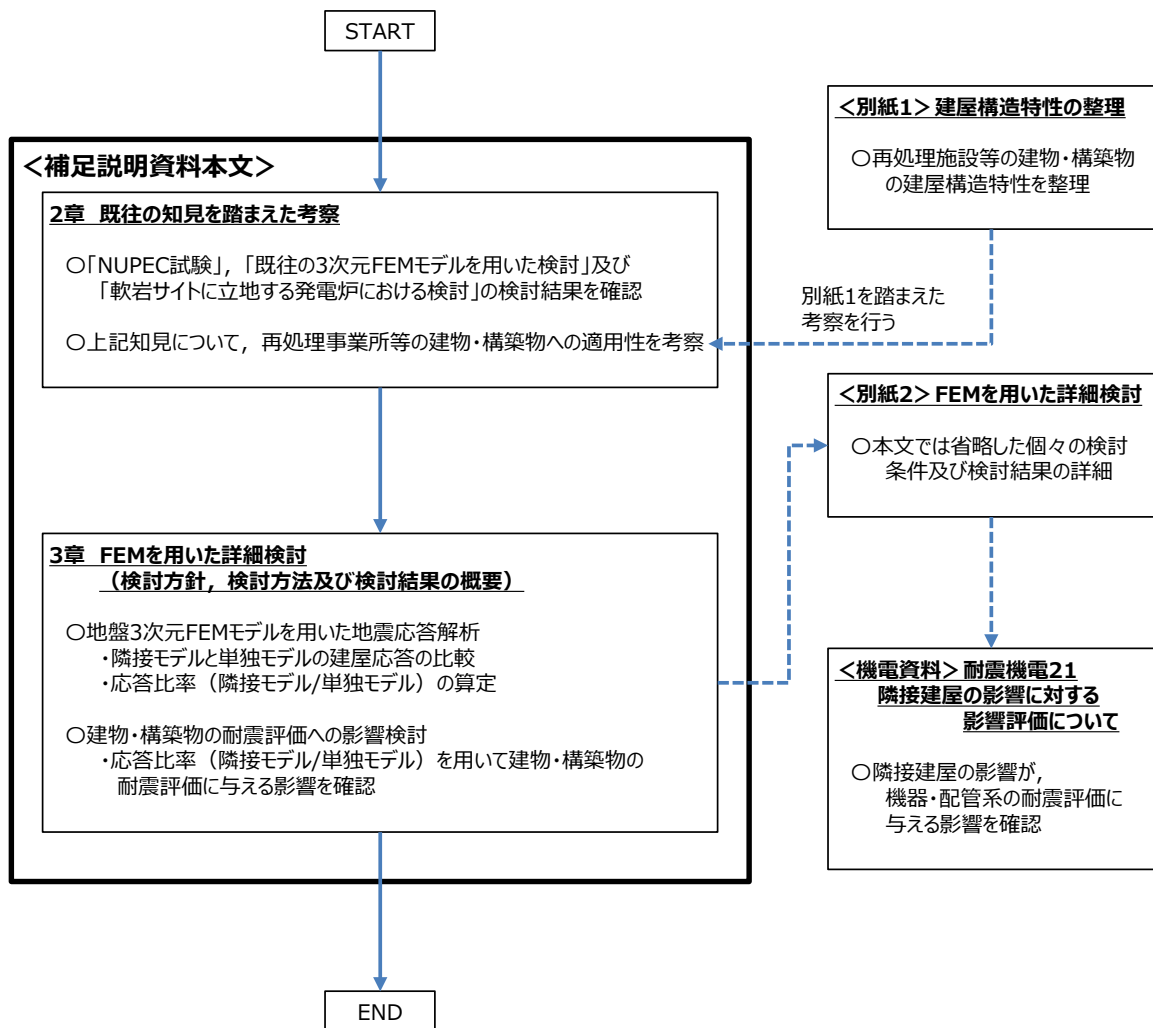 START
＜補足説明資料本文＞
2章 既往の知見を踏まえた考察
○「NUPEC試験」，「既往の3次元FEMモデルを用いた検討」及び
「軟岩サイトに立地する発電炉における検討」の検討結果を確認
○上記知見について，再処理事業所等の建物・構築物への適用性を考察
3章 FEMを用いた詳細検討
（検討方針，検討方法及び検討結果の概要）
○地盤3次元FEMモデルを用いた地震応答解析
・隣接モデルと単独モデルの建屋応答の比較
・応答比率（隣接モデル/単独モデル）の算定
○建物・構築物の耐震評価への影響検討
・応答比率（隣接モデル/単独モデル）を用いて建物・構築物の
耐震評価に与える影響を確認
END
＜別紙1＞建屋構造特性の整理
○再処理施設等の建物・構築物
の建屋構造特性を整理
別紙1を踏まえた
考察を行う
＜別紙2＞FEMを用いた詳細検討
○本文では省略した個々の検討
条件及び検討結果の詳細
＜機電資料＞耐震機電21
隣接建屋の影響に対する
影響評価について
○隣接建屋の影響が，
機器・配管系の耐震評価に
与える影響を確認